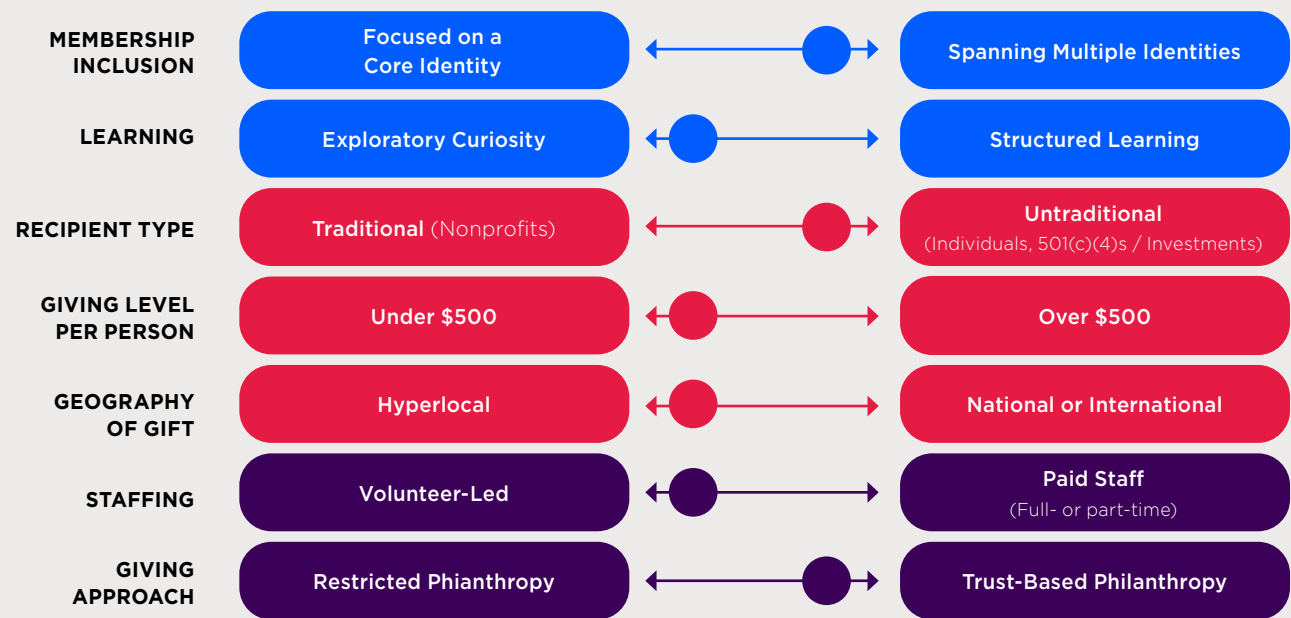 MEMBERSHIP
INCLUSION
Focused on a
Core Identity
Spanning Multiple Identities
LEARNING
Exploratory Curiosity
Structured Learning
RECIPIENT TYPE
Traditional (Nonprofits)
Untraditional
(Individuals, 501(c)(4)s / Investments)
GIVING LEVEL
PER PERSON
Under $500
Over $500
GEOGRAPHY
OF GIFT
Hyperlocal
National or International
STAFFING
Volunteer-Led
Paid Staff
(Full- or part-time)
GIVING
APPROACH
Restricted Phianthropy
Trust-Based Philanthropy